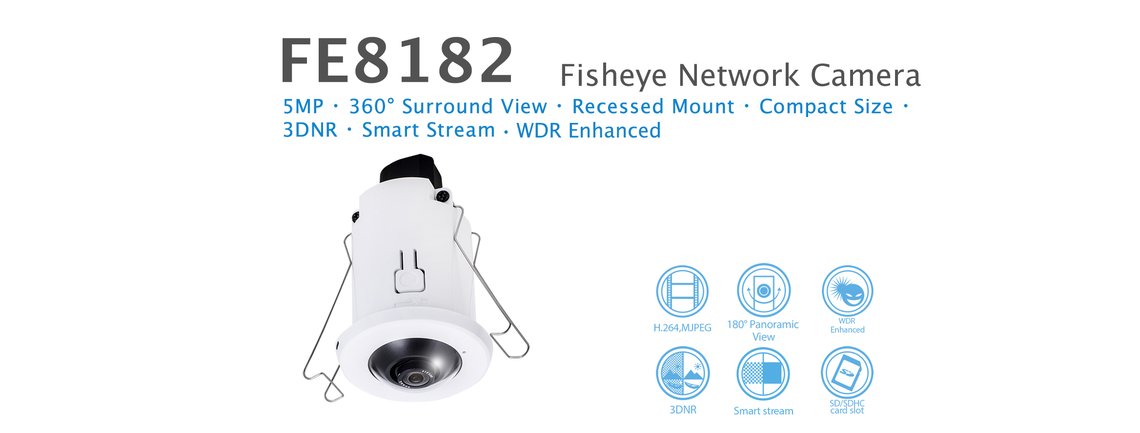 FE8182
Fisheye Network Camera
5MP · 360° Surround View · Recessed Mount · Compact Size ·
3DNR · Smart Stream · WDR Enhanced
H.264,MJPEG
180° Panoramic
View
WDR
Enhanced
3DNR
Smart stream
SD/SDHC
card slot